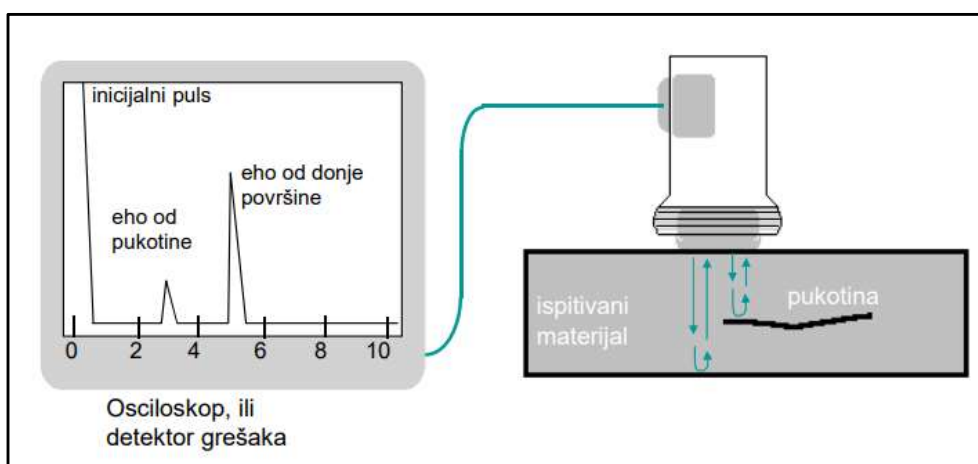 inicijalni puls
eho od donje
površine
eho od
pukotine
0 2 4 6 8 10
Osciloskop, ili
detektor grešaka
ispitivani
materijal
pukotina